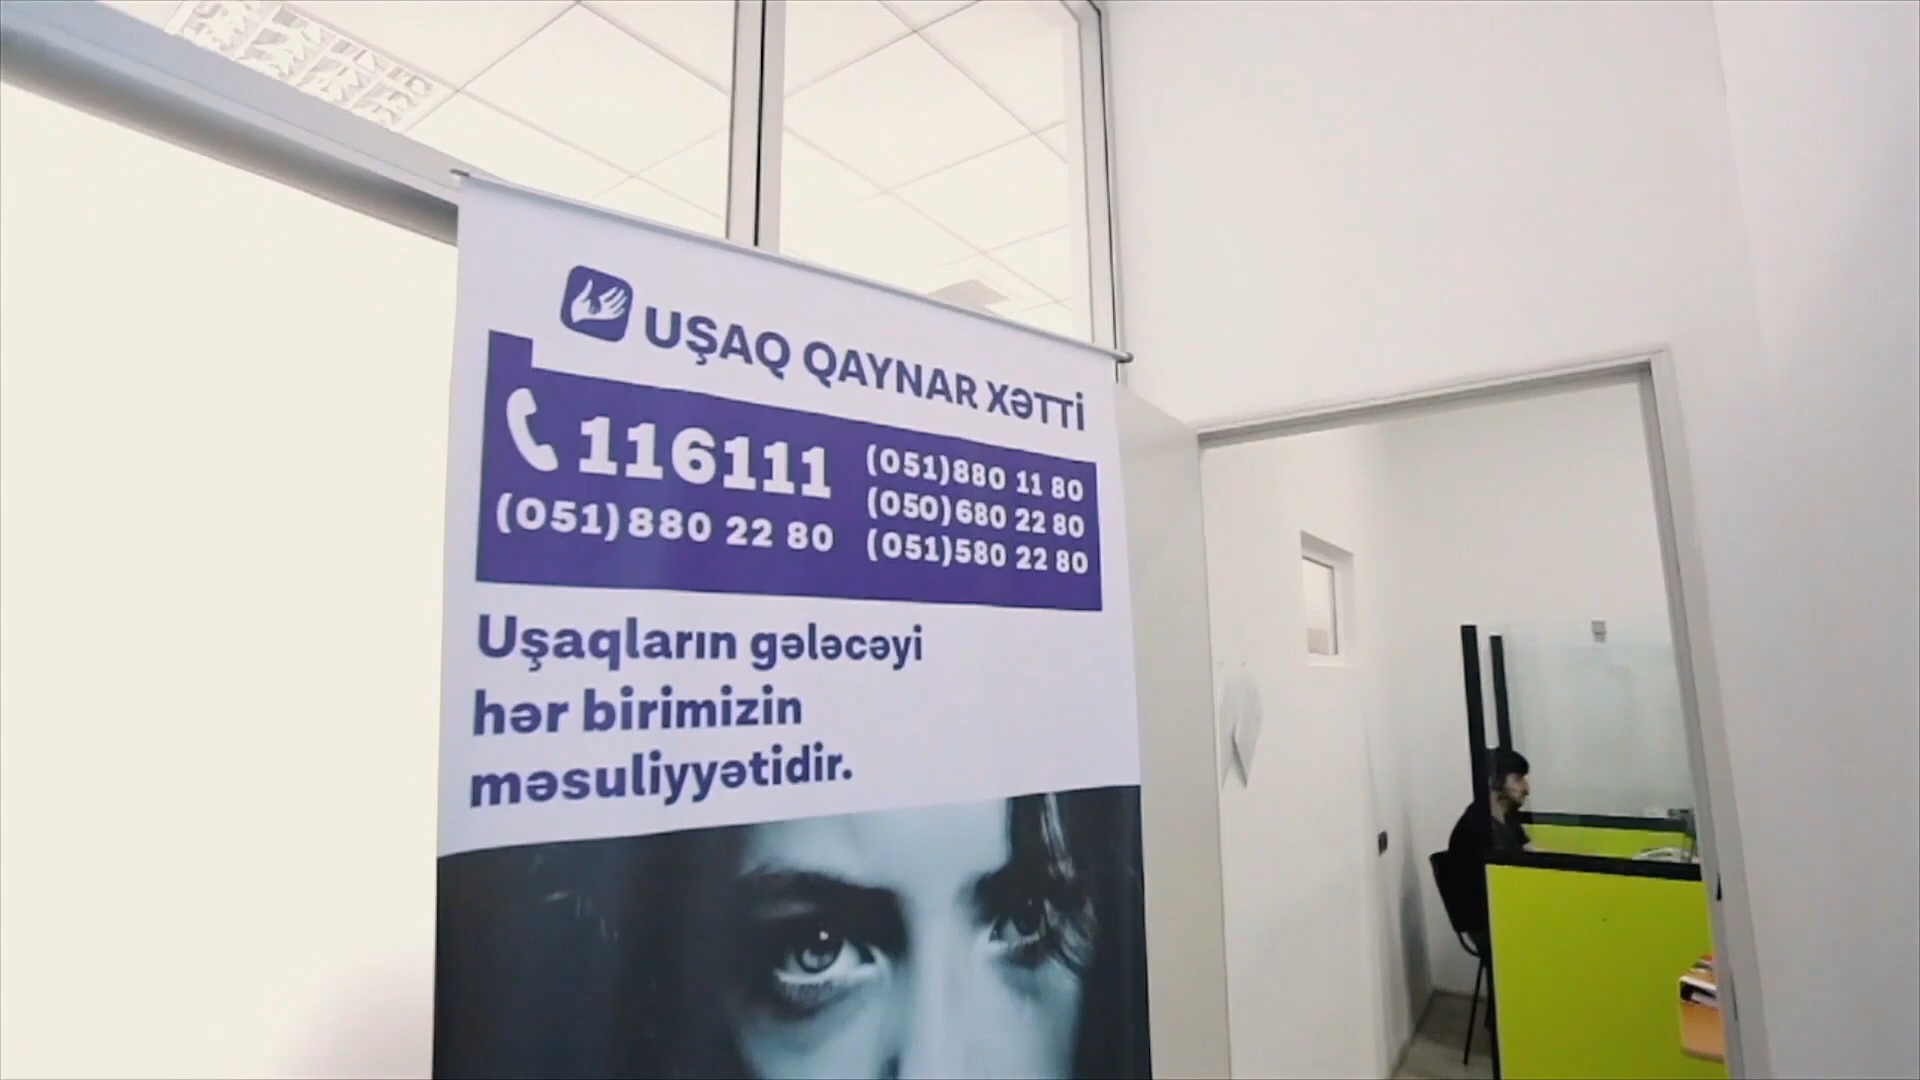 UŞAQ QAYNAR XƏTTİ
116111
(051)880 22 80
(051)880 11 80
(050)680 22 80
(051)580 22 80
Uşaqların gələcəyi
hər birimizin
məsuliyyətidir.